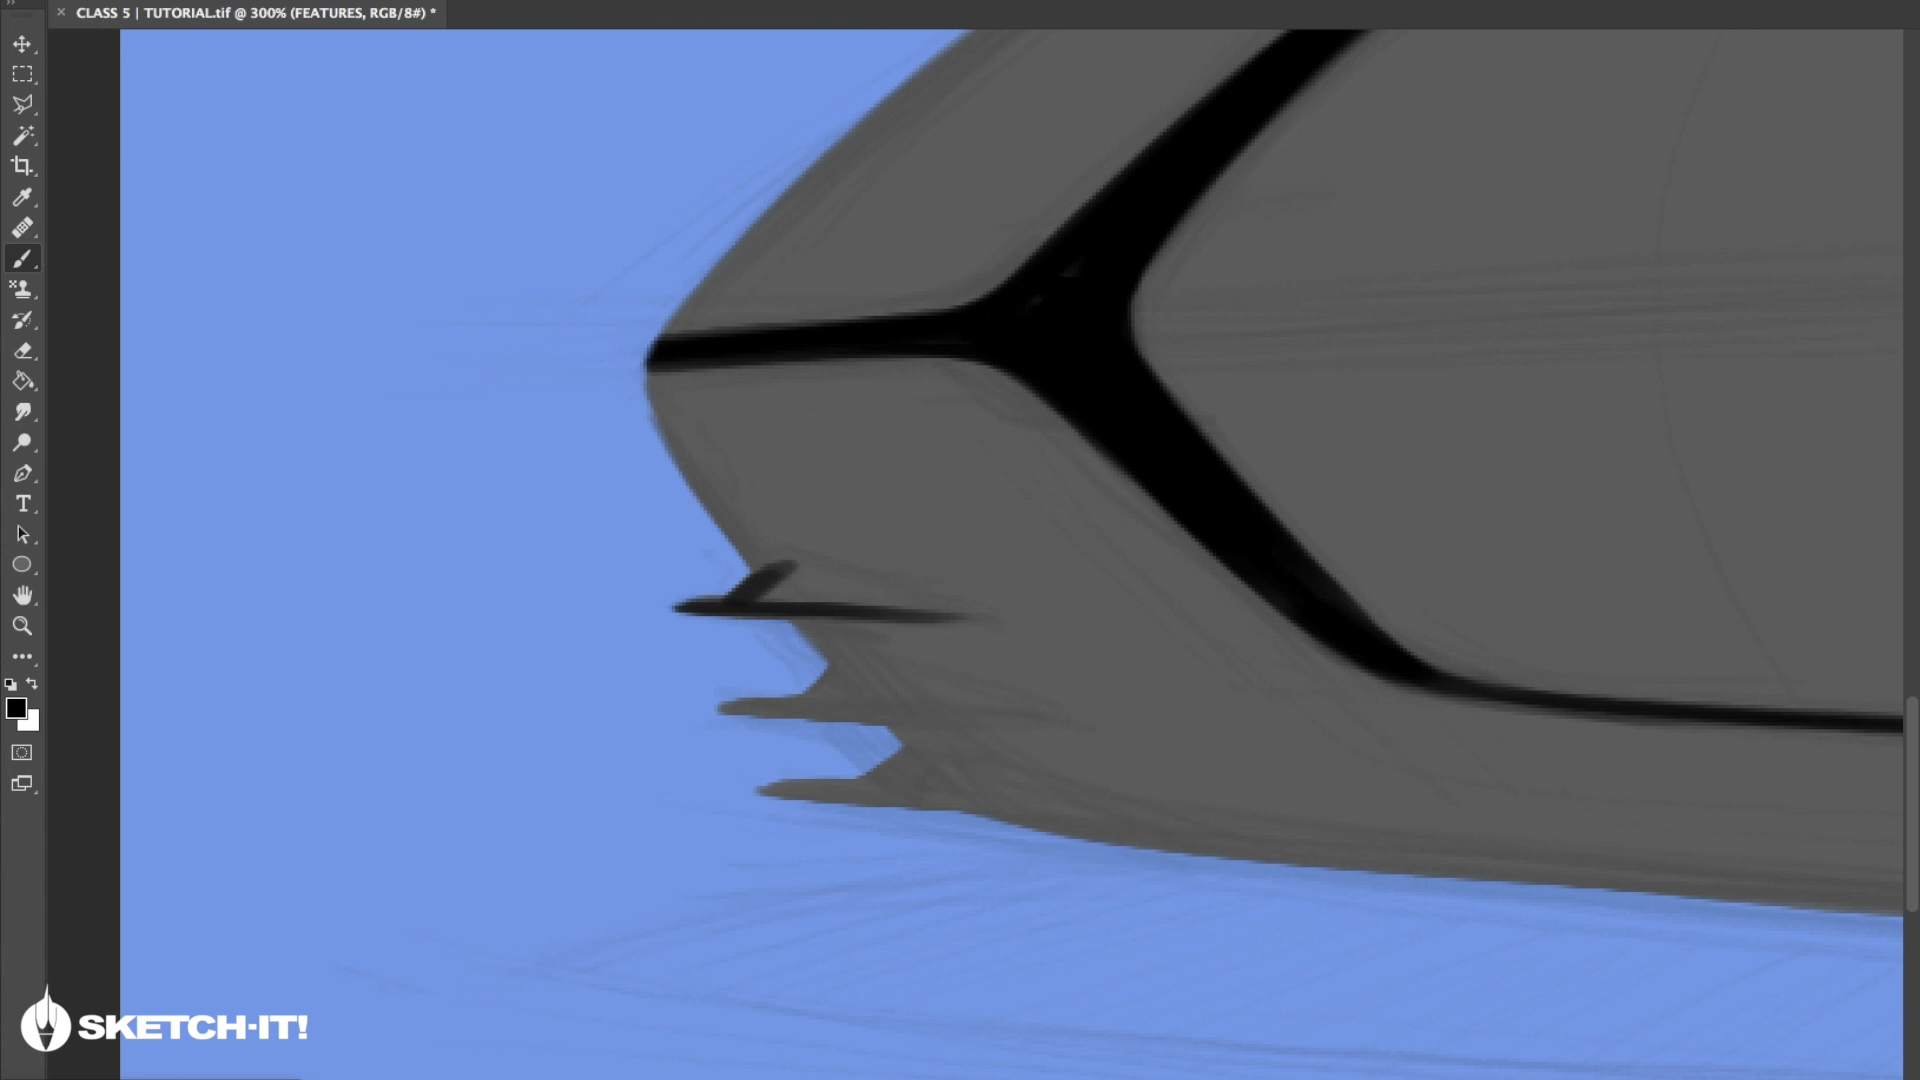 CLASS 5 | TUTORIAL.tif @ 300% (FEATURES, RGB/8#) *
SKETCH-IT!